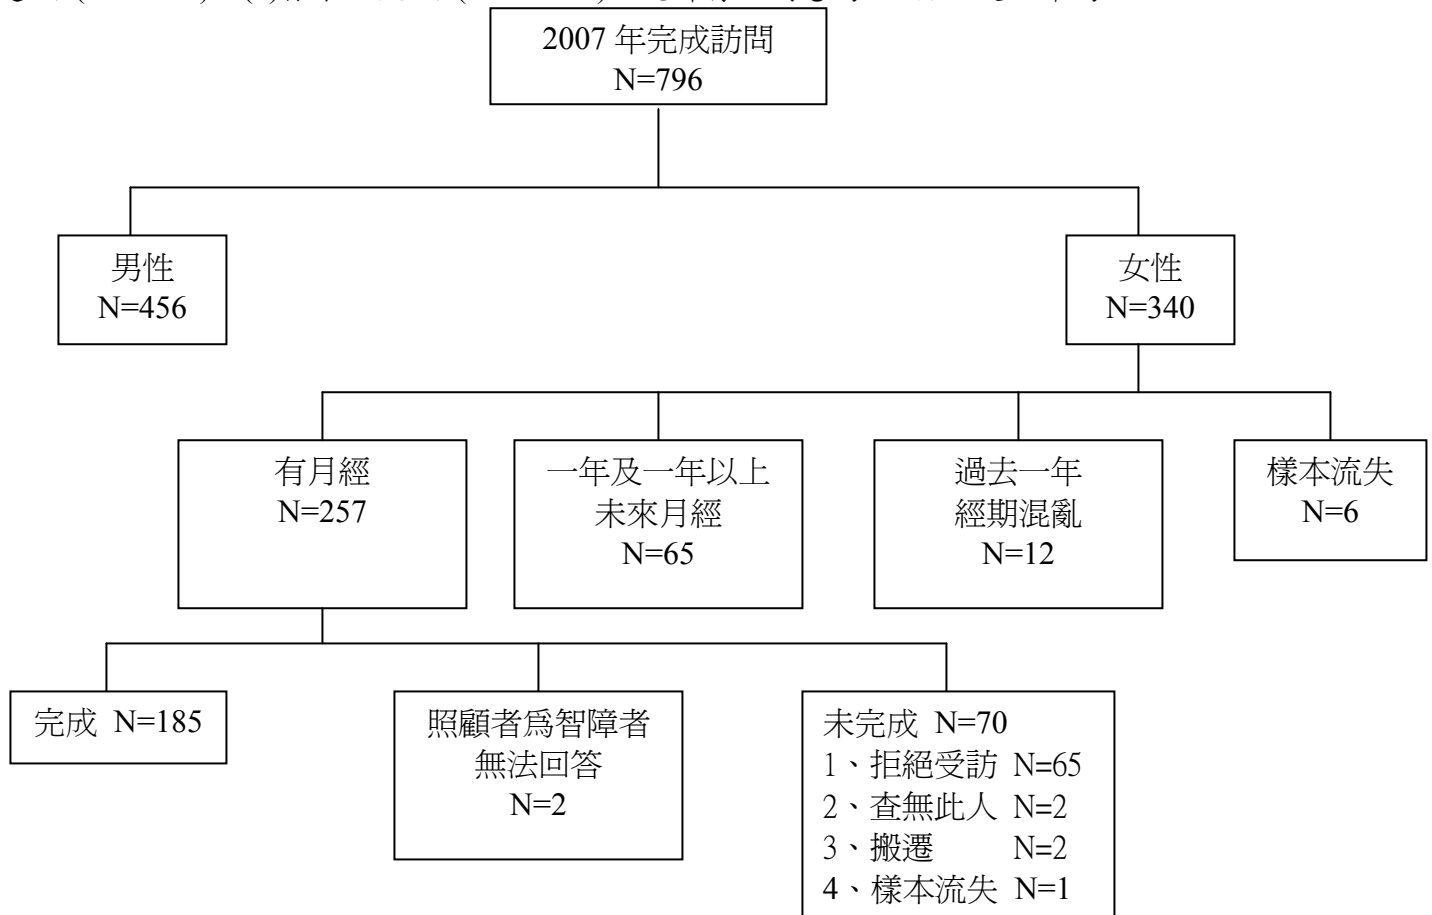 2007 年完成訪問
N=796
男性
N=456
女性
N=340
有月經
N=257
一年及一年以上
未來月經
N=65
過去一年
經期混亂
N=12
樣本流失
N=6
完成 N=185
照顧者為智障者
無法回答
N=2
未完成 N=70
1、拒絕受訪 N=65
2、查無此人 N=2
3、搬遷 N=2
4、樣本流失 N=1